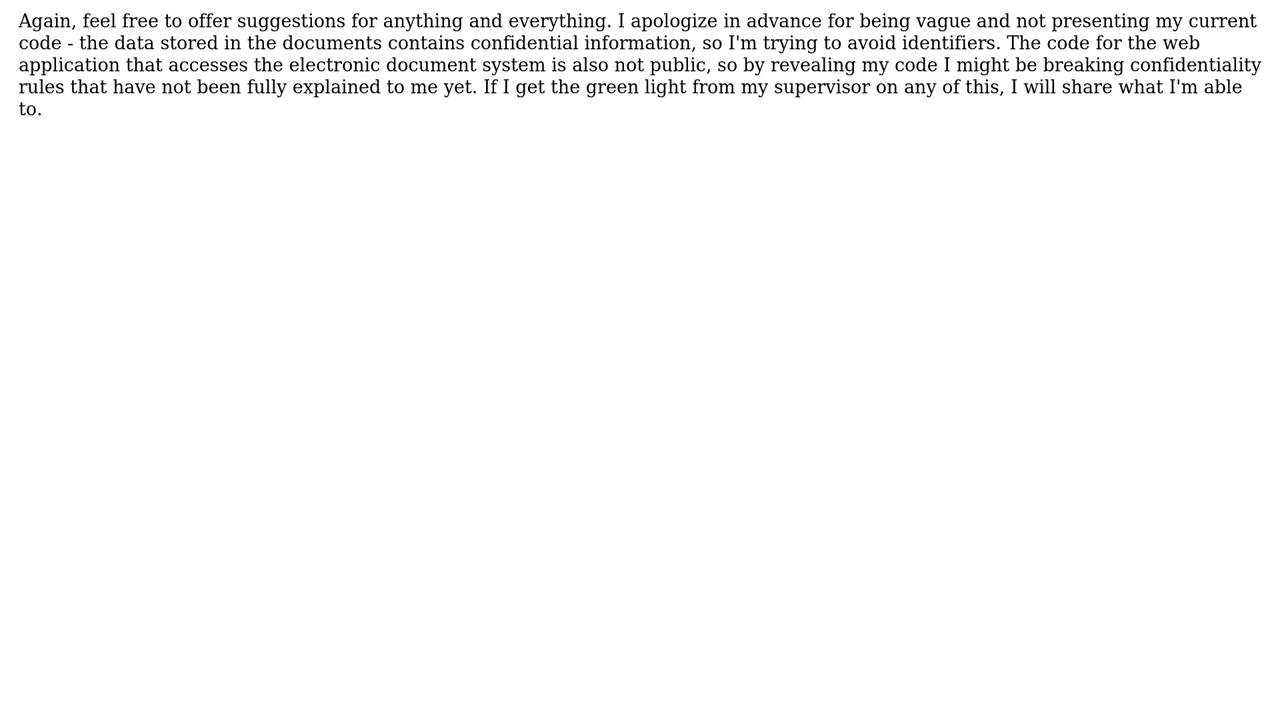 Again, feel free to offer suggestions for anything and everything. I apologize in advance for being vague and not presenting my current
code - the data stored in the documents contains confidential information, so I'm trying to avoid identifiers. The code for the web
application that accesses the electronic document system is also not public, so by revealing my code I might be breaking confidentiality
rules that have not been fully explained to me yet. If I get the green light from my supervisor on any of this, I will share what I'm able
to.